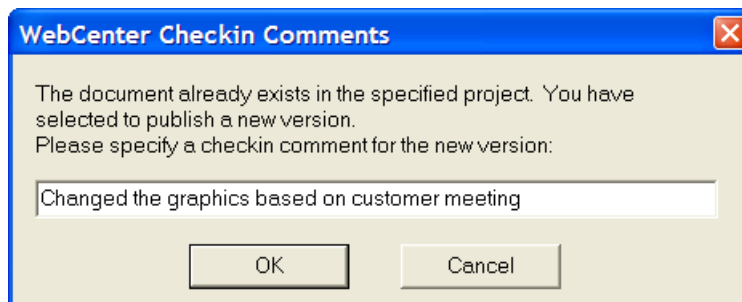 WebCenter Checkin Comments
The document already exists in the specified project. You have
selected to publish a new version.
Please specify a checkin comment for the new version:
Changed the graphics based on customer meeting
OK
Cancel